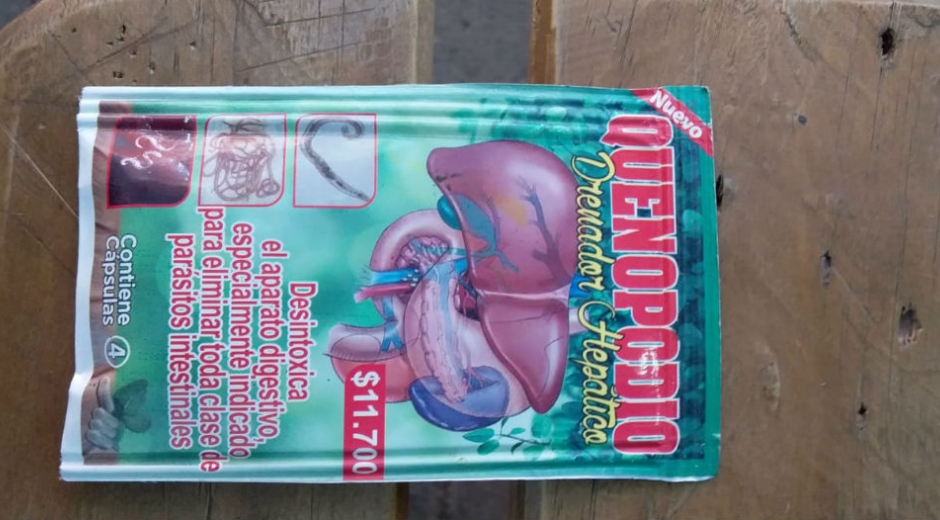 Nuevo
QUENOPODIO
Drenador Hepático
$11.700
Desintoxica
el aparato digestivo,
especialmente indicado
para eliminar toda clase de
parásitos intestinales
Contiene 4
Cápsulas